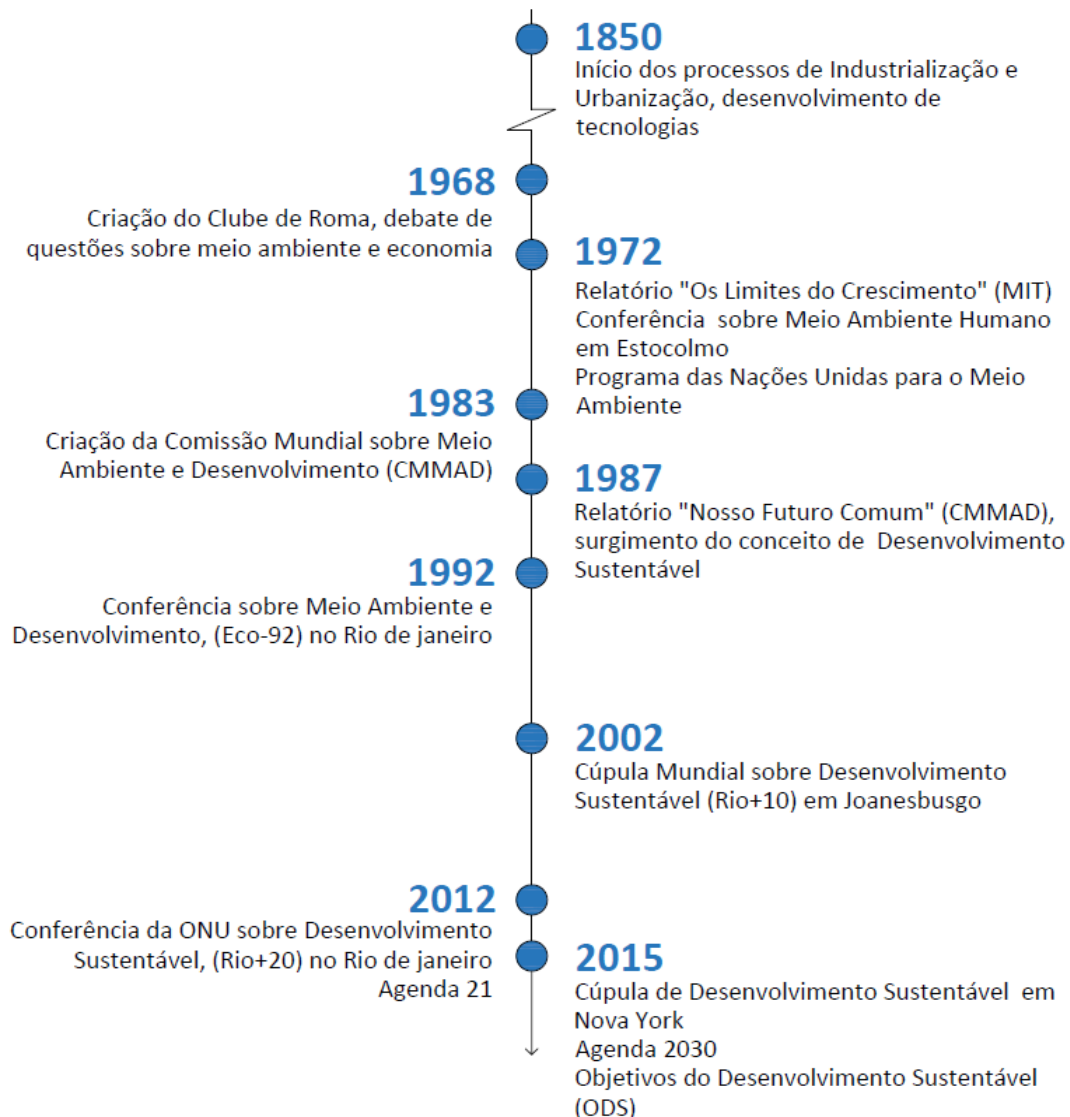 1850
Início dos processos de Industrialização e
Urbanização, desenvolvimento de
tecnologias
1968
Criação do Clube de Roma, debate de
questões sobre meio ambiente e economia
1972
Relatório "Os Limites do Crescimento" (MIT)
Conferência sobre Meio Ambiente Humano
em Estocolmo
Programa das Nações Unidas para o Meio
Ambiente
1983
Criação da Comissão Mundial sobre Meio
Ambiente e Desenvolvimento (CMMAD)
1987
Relatório "Nosso Futuro Comum" (CMMAD),
surgimento do conceito de Desenvolvimento
Sustentável
1992
Conferência sobre Meio Ambiente e
Desenvolvimento, (Eco-92) no Rio de janeiro
2002
Cúpula Mundial sobre Desenvolvimento
Sustentável (Rio+10) em Joanesbusgo
2012
Conferência da ONU sobre Desenvolvimento
Sustentável, (Rio+20) no Rio de janeiro
Agenda 21
2015
Cúpula de Desenvolvimento Sustentável em
Nova York
Agenda 2030
Objetivos do Desenvolvimento Sustentável
(ODS)